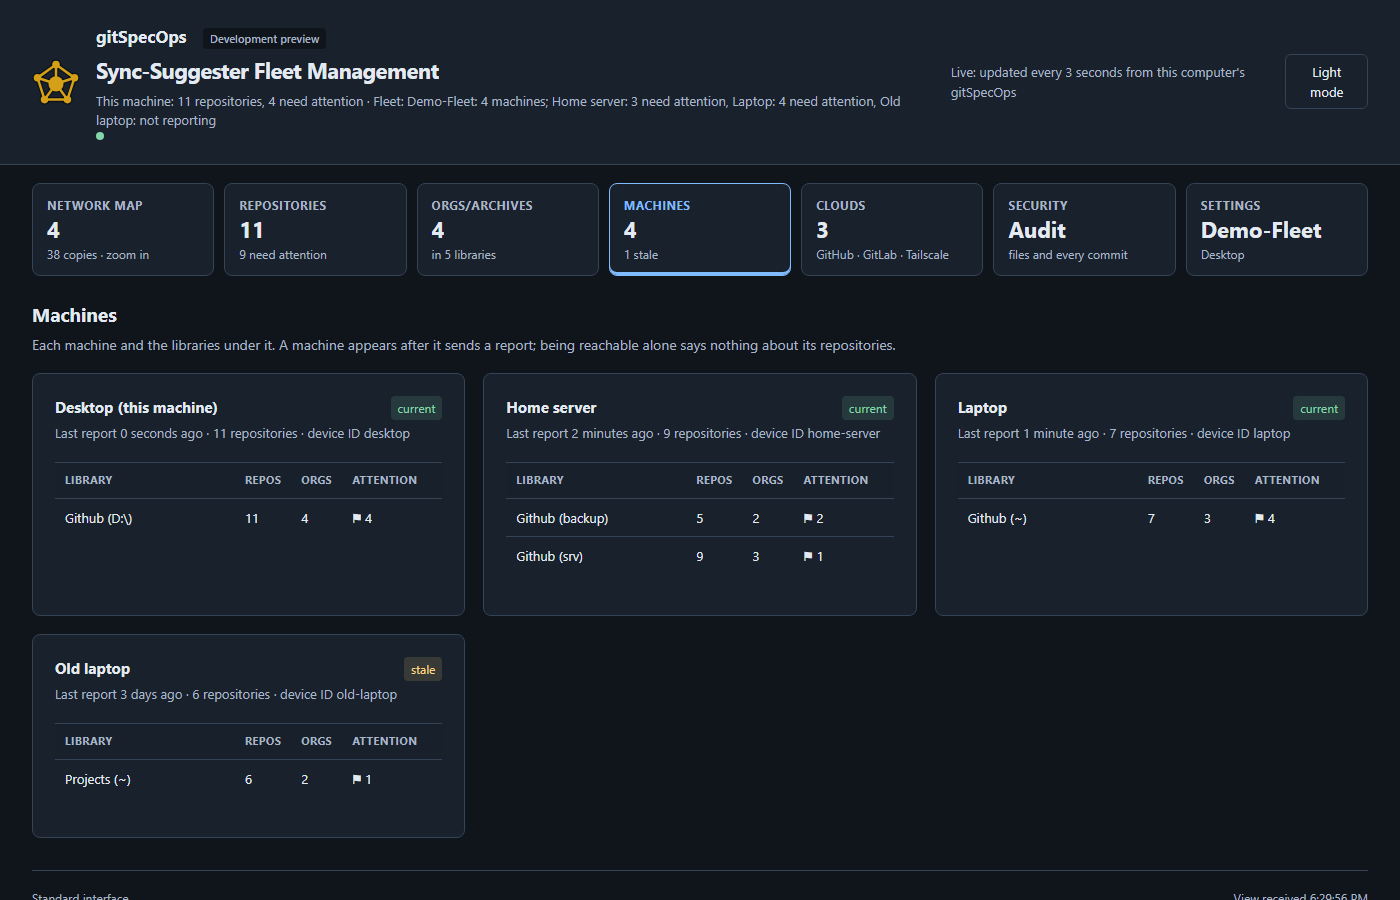 gitSpecOps
Development preview
Sync-Suggester Fleet Management
This machine: 11 repositories, 4 need attention · Fleet: Demo-Fleet: 4 machines; Home server: 3 need attention, Laptop: 4 need attention, Old
laptop: not reporting
Live: updated every 3 seconds from this computer's
gitSpecOps
Light
mode
NETWORK MAP
4
38 copies · zoom in
REPOSITORIES
11
9 need attention
ORGS/ARCHIVES
4
in 5 libraries
MACHINES
4
1 stale
CLOUDS
3
GitHub · GitLab · Tailscale
SECURITY
Audit
files and every commit
SETTINGS
Demo-Fleet
Desktop
Machines
Each machine and the libraries under it. A machine appears after it sends a report; being reachable alone says nothing about its repositories.
Desktop (this machine)
current
Last report 0 seconds ago · 11 repositories · device ID desktop
LIBRARY REPOS ORGS ATTENTION
Github (D:\) 11 4 ⚑ 4
Home server
current
Last report 2 minutes ago · 9 repositories · device ID home-server
LIBRARY REPOS ORGS ATTENTION
Github (backup) 5 2 ⚑ 2
Github (srv) 9 3 ⚑ 1
Laptop
current
Last report 1 minute ago · 7 repositories · device ID laptop
LIBRARY REPOS ORGS ATTENTION
Github (~) 7 3 ⚑ 4
Old laptop
stale
Last report 3 days ago · 6 repositories · device ID old-laptop
LIBRARY REPOS ORGS ATTENTION
Projects (~) 6 2 ⚑ 1
Standard interface
View received 6:29:56 PM